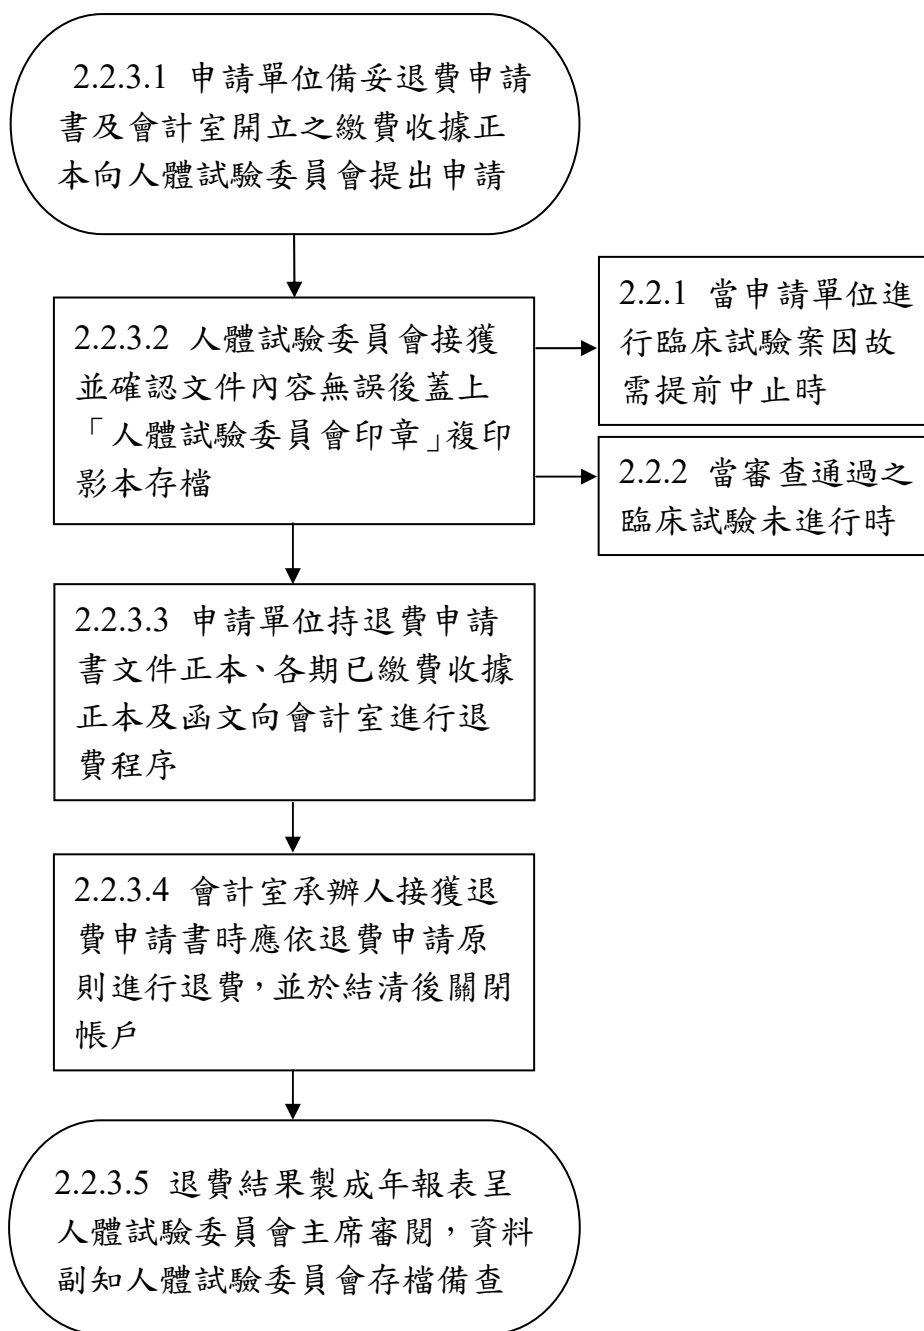 2.2.3.1 申請單位備妥退費申請
書及會計室開立之繳費收據正
本向人體試驗委員會提出申請
2.2.3.2 人體試驗委員會接獲
並確認文件內容無誤後蓋上
「人體試驗委員會印章」複印
影本存檔
2.2.1 當申請單位進
行臨床試驗案因故
需提前中止時
2.2.2 當審查通過之
臨床試驗未進行時
2.2.3.3 申請單位持退費申請
書文件正本、各期已繳費收據
正本及函文向會計室進行退
費程序
2.2.3.4 會計室承辦人接獲退
費申請書時應依退費申請原
則進行退費，並於結清後關閉
帳戶
2.2.3.5 退費結果製成年報表呈
人體試驗委員會主席審閱，資料
副知人體試驗委員會存檔備查